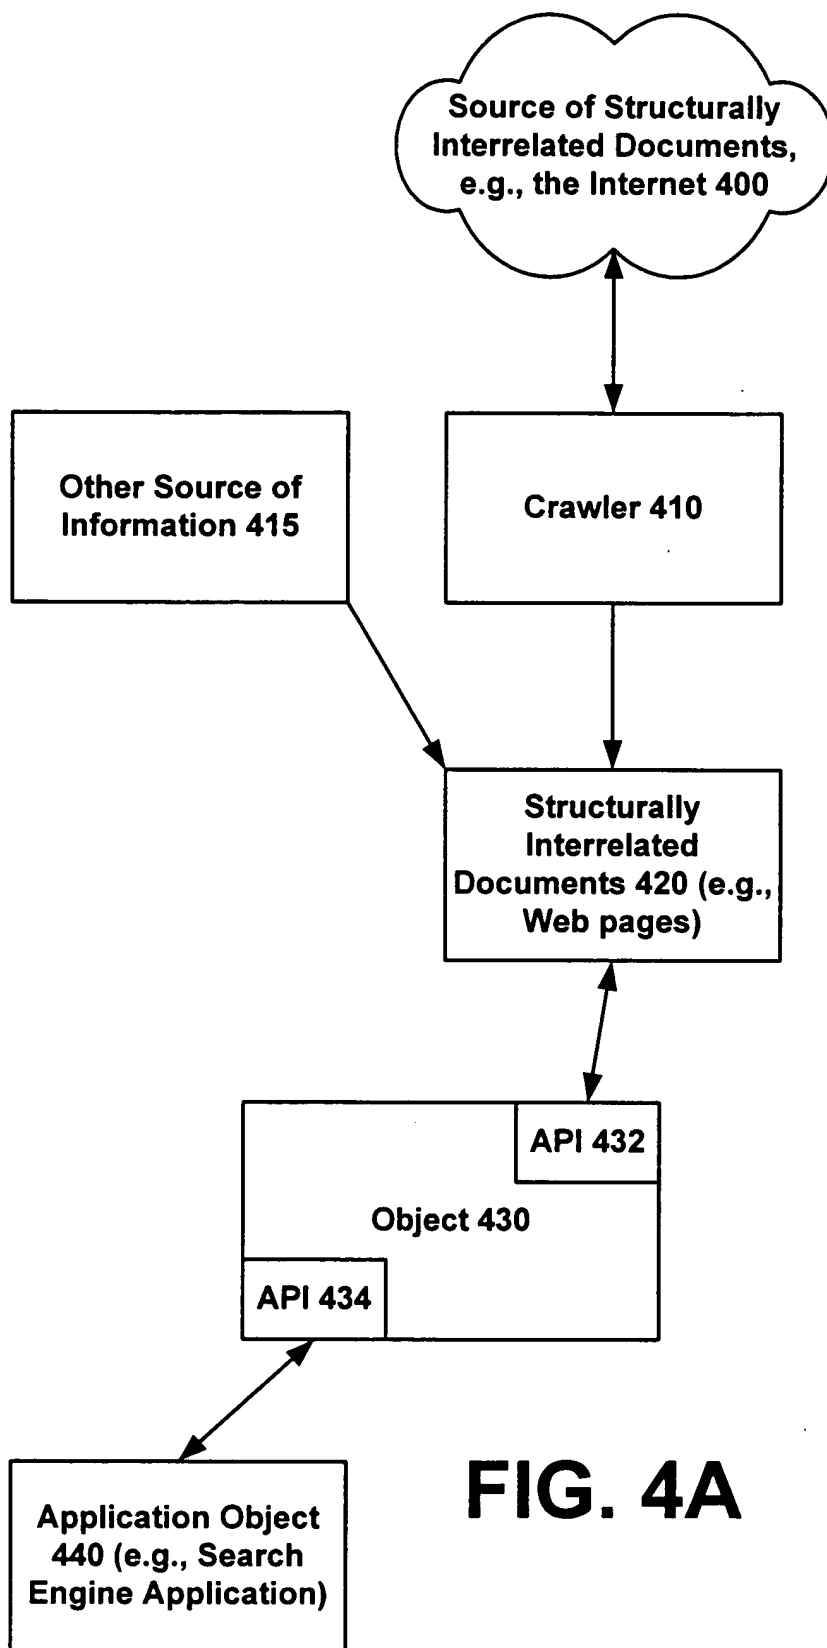 Source of Structurally
Interrelated Documents,
e.g., the Internet 400
Other Source of
Information 415
Crawler 410
Structurally
Interrelated
Documents 420 (e.g.,
Web pages)
API 432
Object 430
API 434
Application Object
440 (e.g., Search
Engine Application)
FIG. 4A